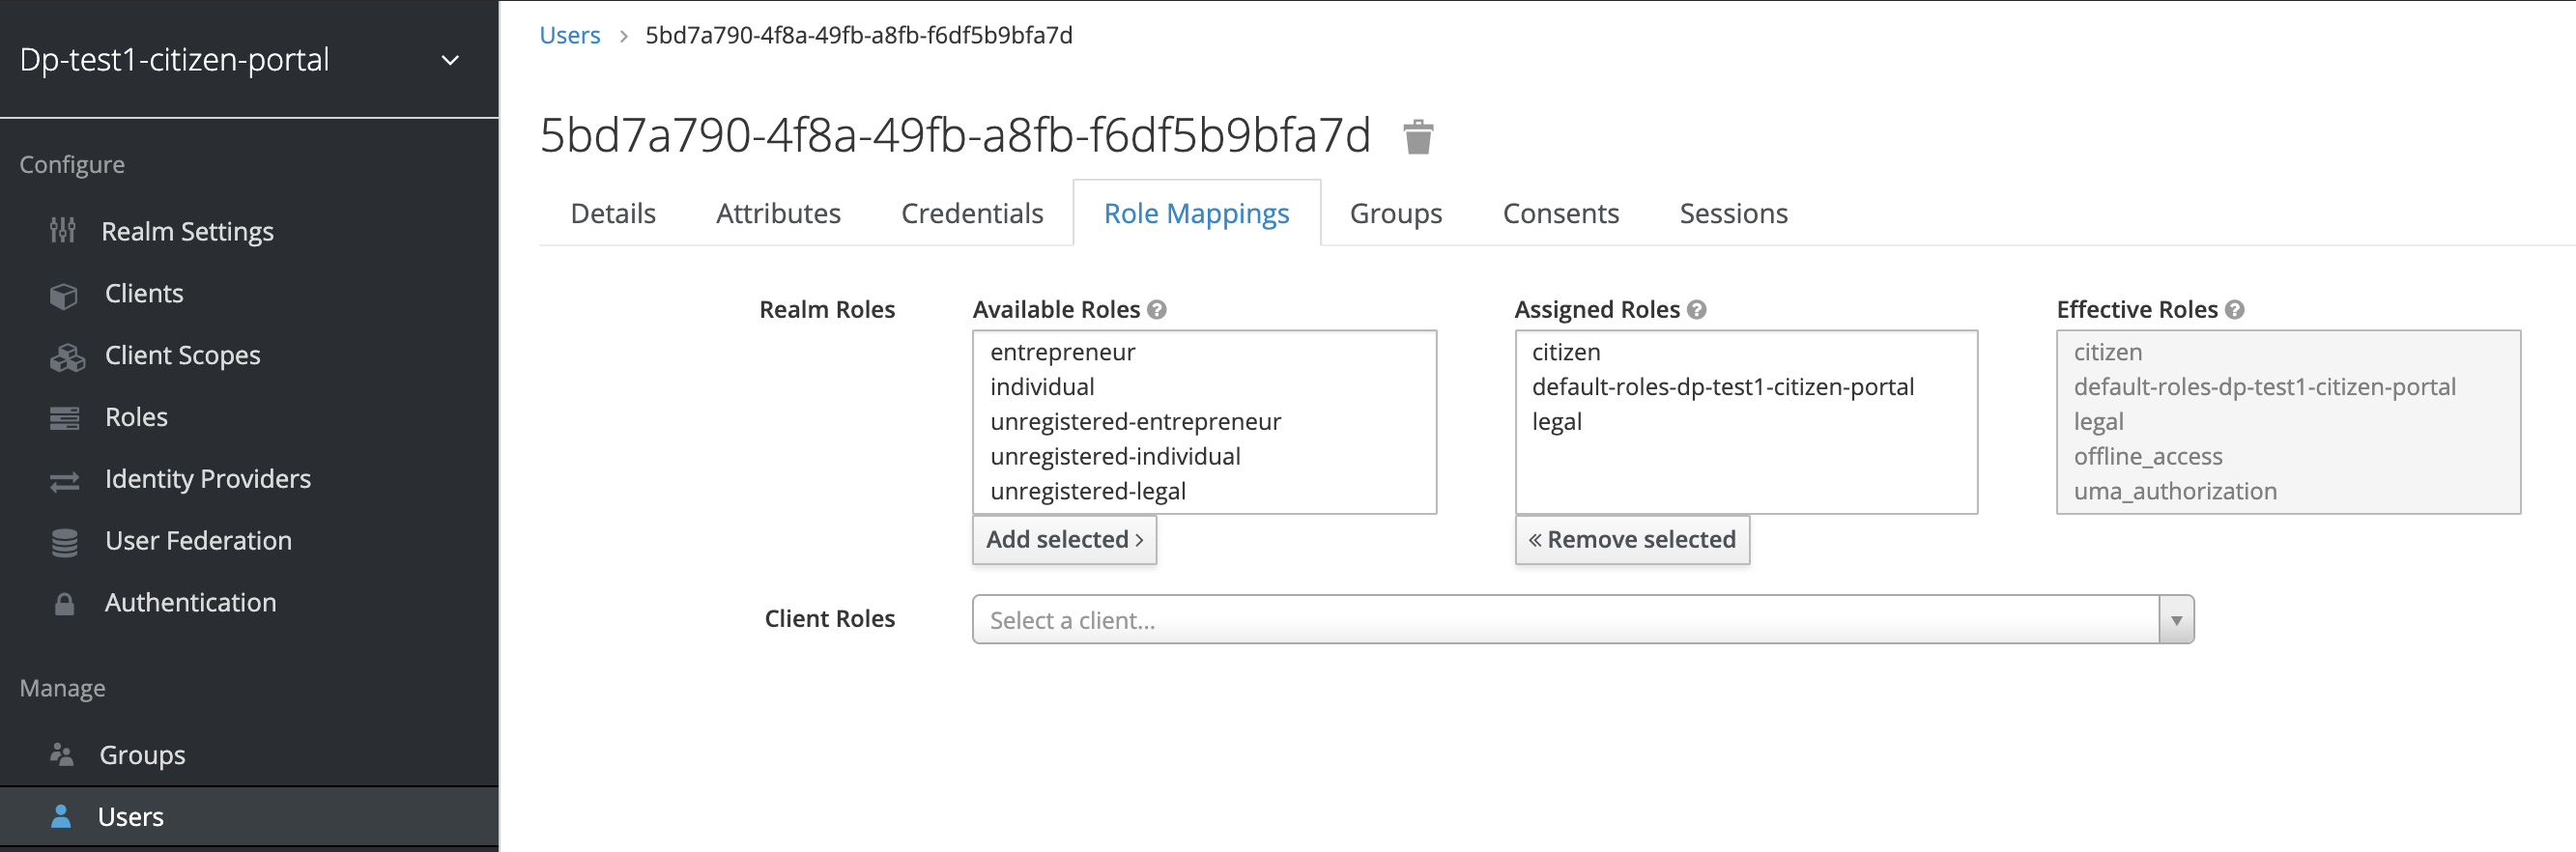 Dp-test1-citizen-portal
Configure
Realm Settings
Clients
Client Scopes
Roles
Identity Providers
User Federation
Authentication
Manage
Groups
Users
Users > 5bd7a790-4f8a-49fb-a8fb-f6df5b9bfa7d
5bd7a790-4f8a-49fb-a8fb-f6df5b9bfa7d
Details Attributes Credentials Role Mappings Groups Consents Sessions
Realm Roles
Available Roles ?
entrepreneur
individual
unregistered-entrepreneur
unregistered-individual
unregistered-legal
Add selected >
Assigned Roles ?
citizen
default-roles-dp-test1-citizen-portal
legal
« Remove selected
Effective Roles ?
citizen
default-roles-dp-test1-citizen-portal
legal
offline_access
uma_authorization
Client Roles
Select a client...